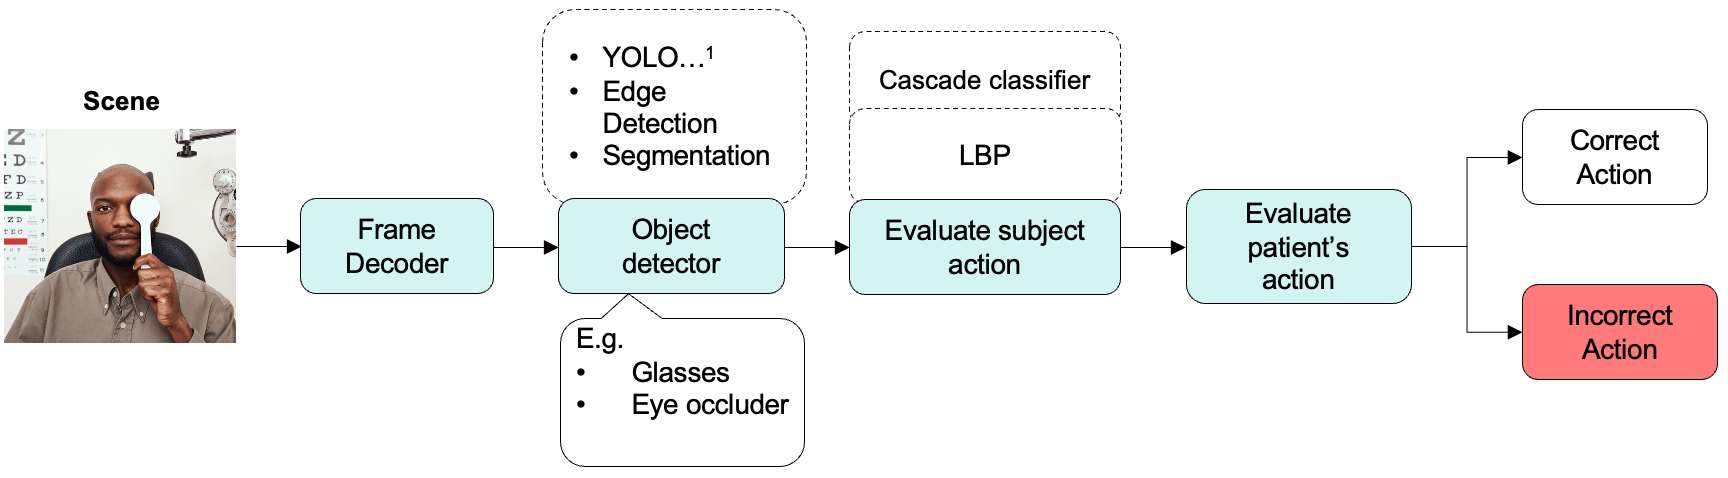 Scene
Z
D
F D
Z P
Z D
T E C
Frame
Decoder
• YOLO…¹
• Edge
Detection
• Segmentation
Object
detector
E.g.
• Glasses
• Eye occluder
Cascade classifier
LBP
Evaluate subject
action
Evaluate
patient’s
action
Correct
Action
Incorrect
Action